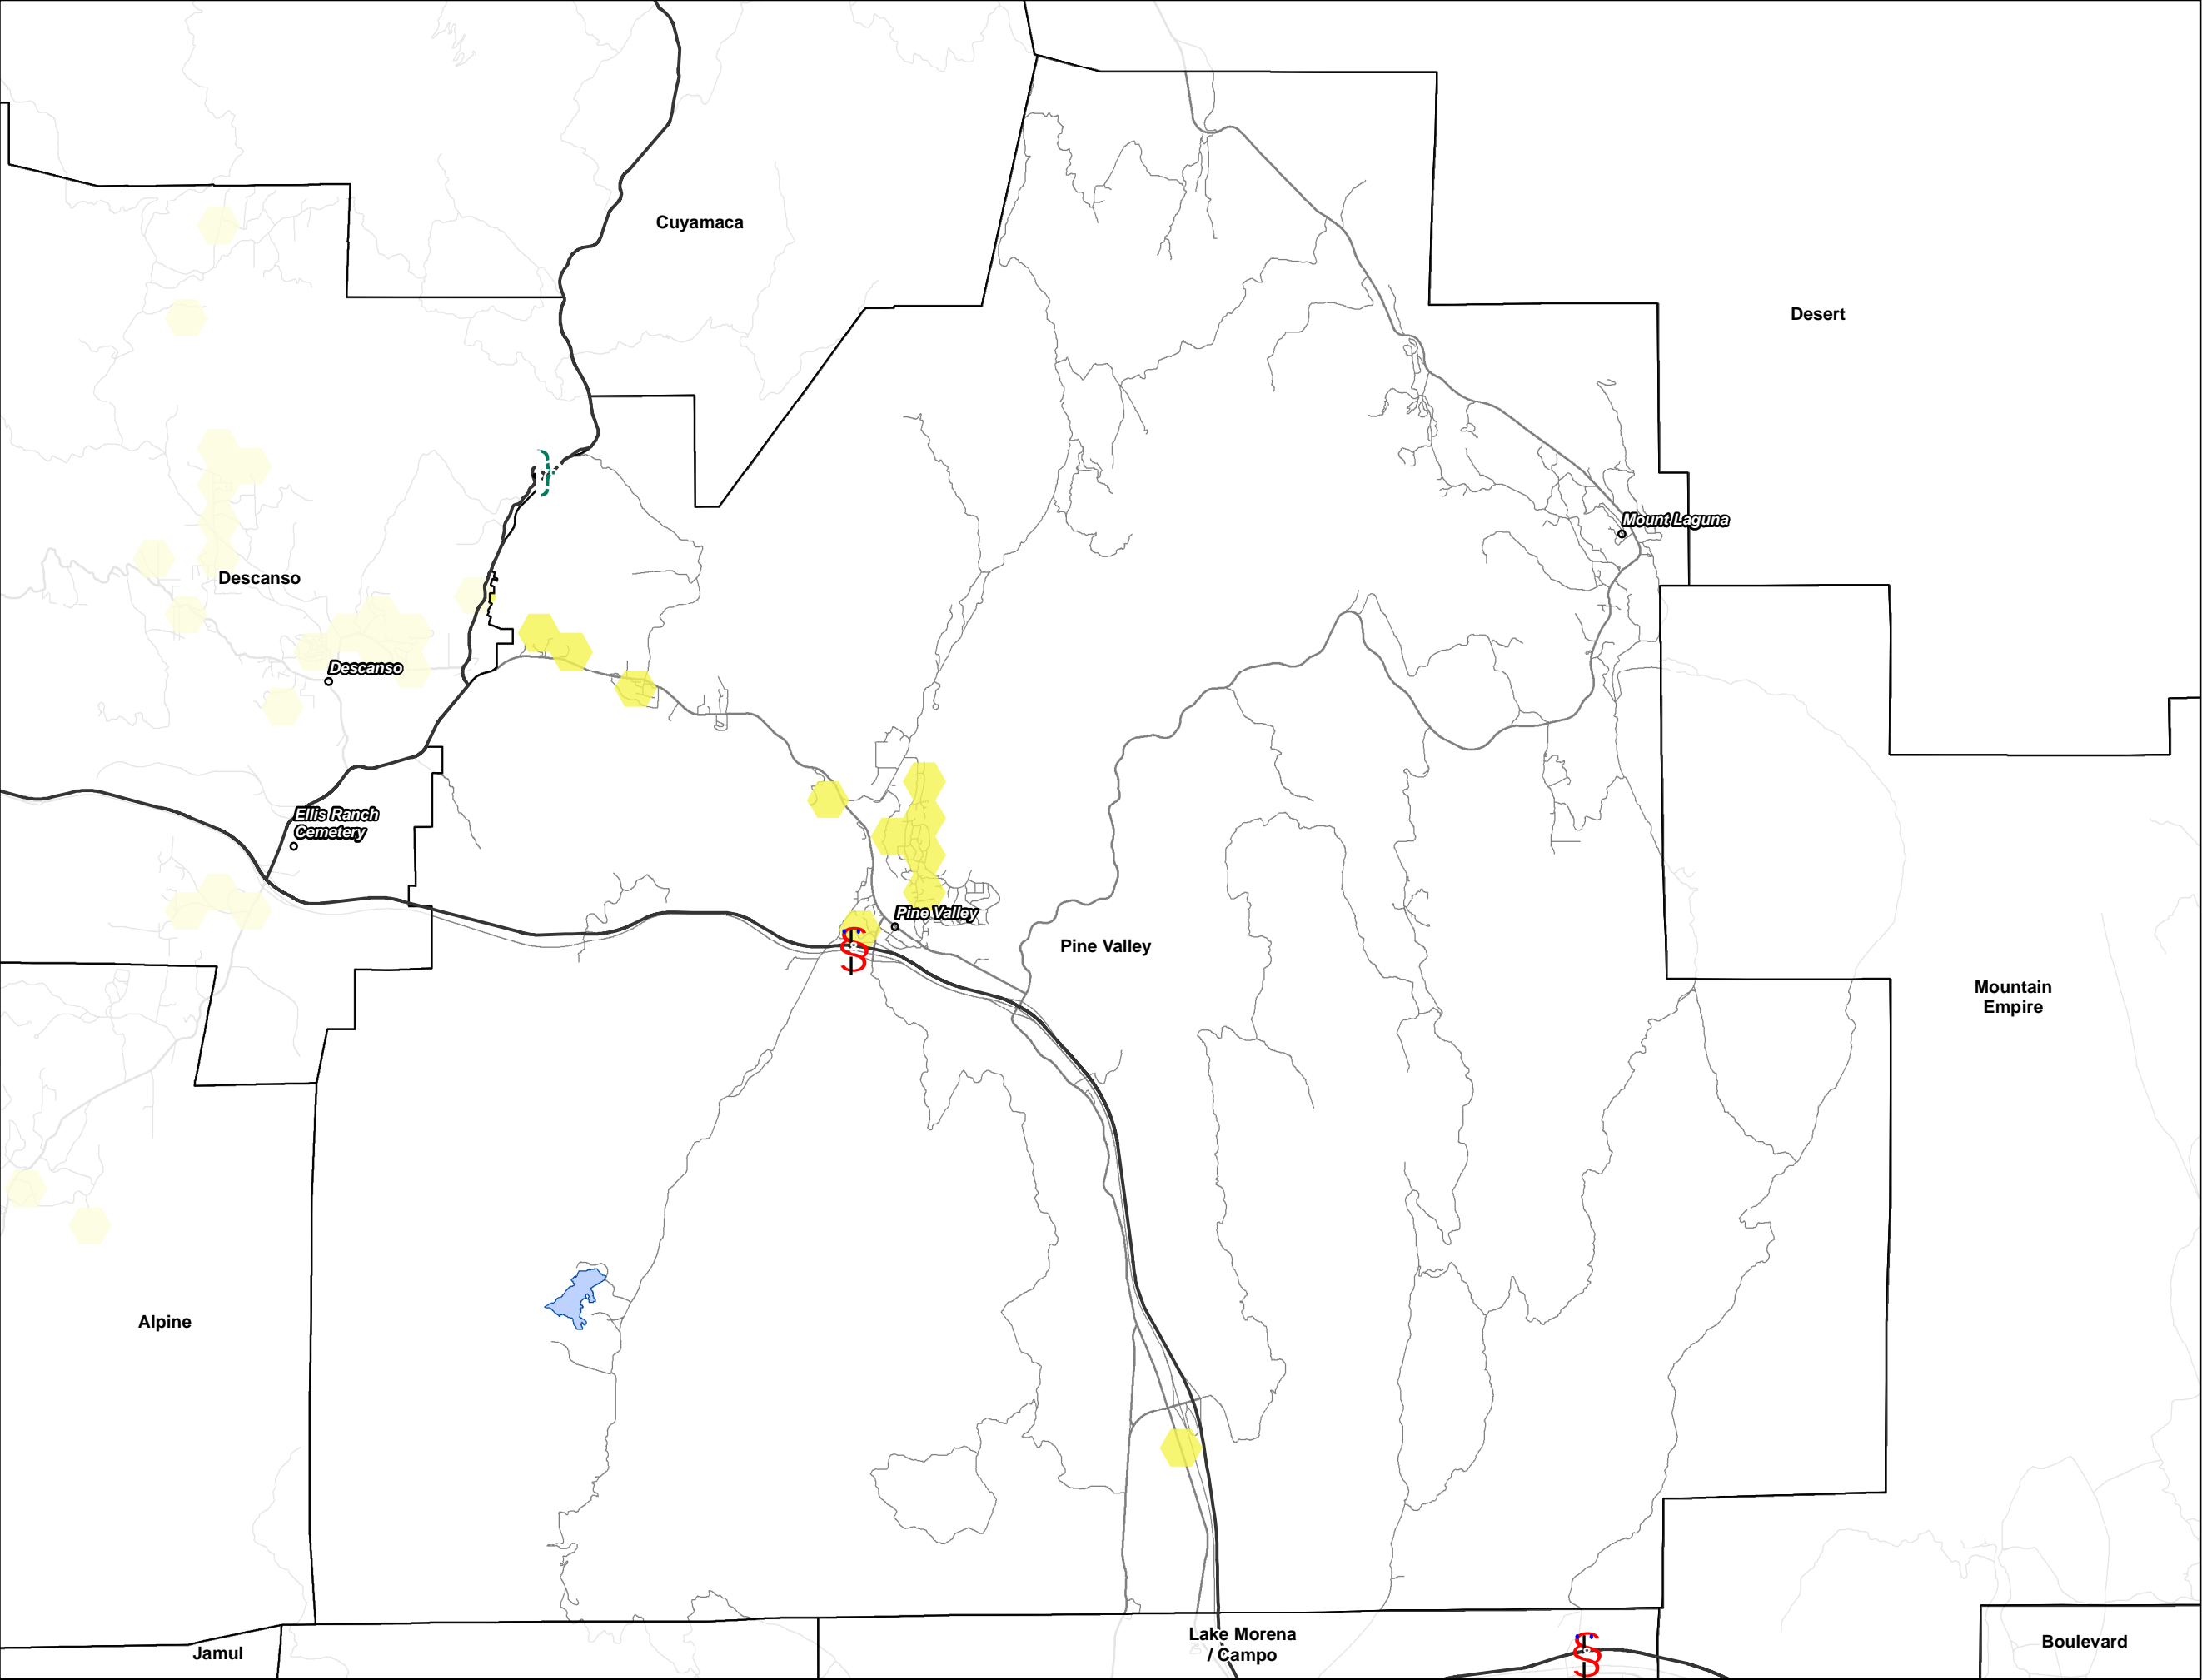 Cuyamaca
Desert
Mount Laguna
Descanso
Descanso
Ellis Ranch
Cemetery
Pine Valley
Pine Valley
Mountain
Empire
Alpine
Lake Morena
/ Campo
Jamul
Boulevard